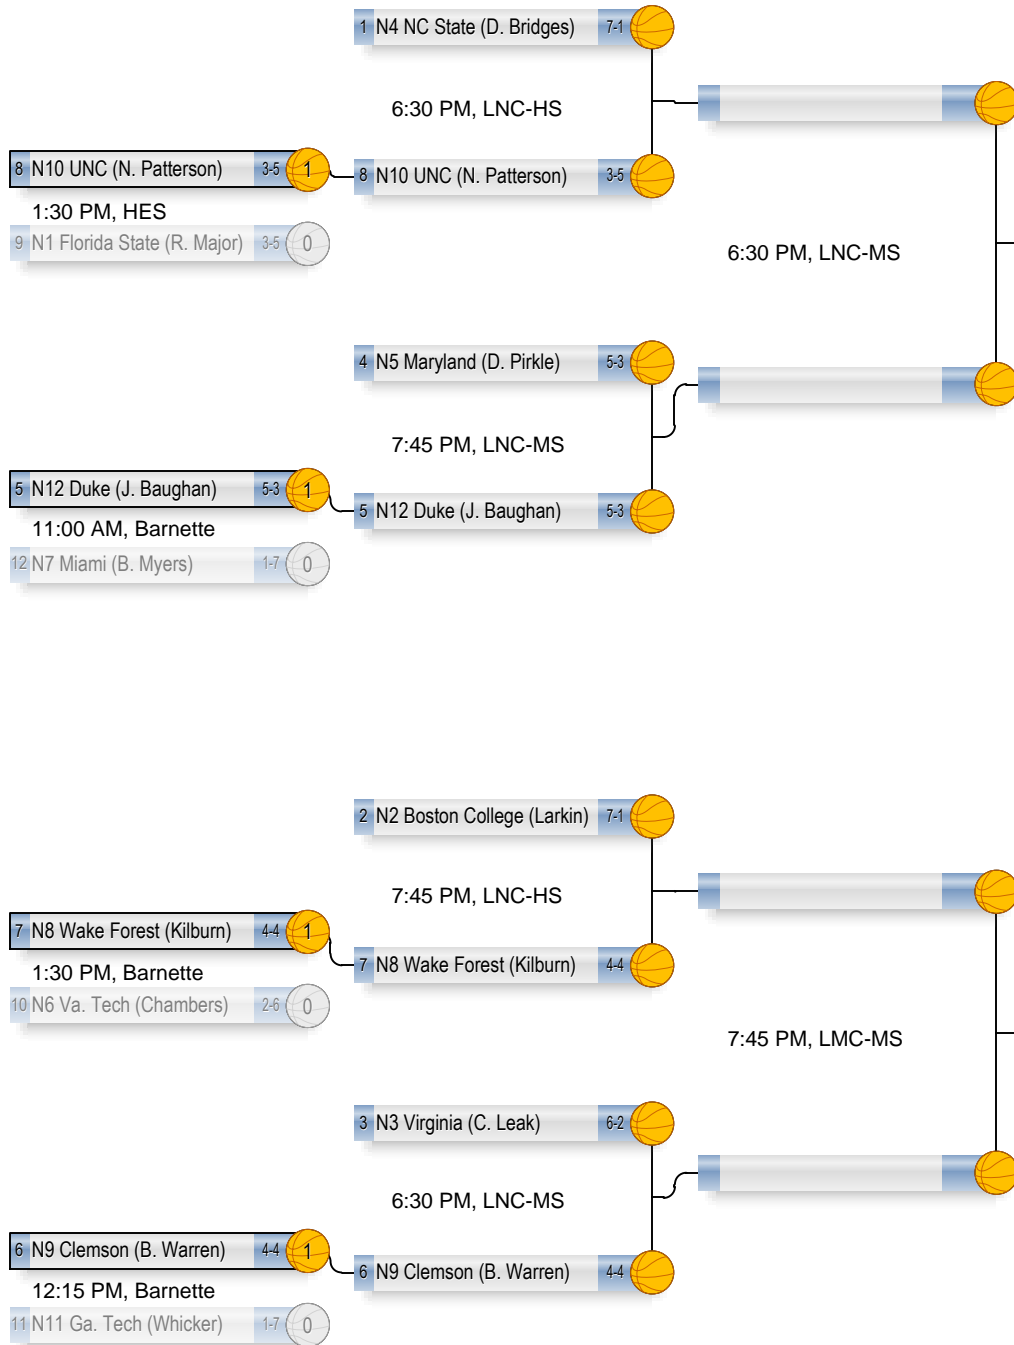 1 N4 NC State (D. Bridges) 7-1
6:30 PM, LNC-HS
8 N10 UNC (N. Patterson) 3-5 1
8 N10 UNC (N. Patterson) 3-5
1:30 PM, HES
9 N1 Florida State (R. Major) 3-5 0
6:30 PM, LNC-MS
4 N5 Maryland (D. Pirkle) 5-3
7:45 PM, LNC-MS
5 N12 Duke (J. Baughan) 5-3 1
5 N12 Duke (J. Baughan) 5-3
11:00 AM, Barnette
12 N7 Miami (B. Myers) 1-7 0
2 N2 Boston College (Larkin) 7-1
7:45 PM, LNC-HS
7 N8 Wake Forest (Kilburn) 4-4 1
7 N8 Wake Forest (Kilburn) 4-4
1:30 PM, Barnette
10 N6 Va. Tech (Chambers) 2-6 0
7:45 PM, LMC-MS
3 N3 Virginia (C. Leak) 6-2
6:30 PM, LNC-MS
6 N9 Clemson (B. Warren) 4-4 1
6 N9 Clemson (B. Warren) 4-4
12:15 PM, Barnette
11 N11 Ga. Tech (Whicker) 1-7 0